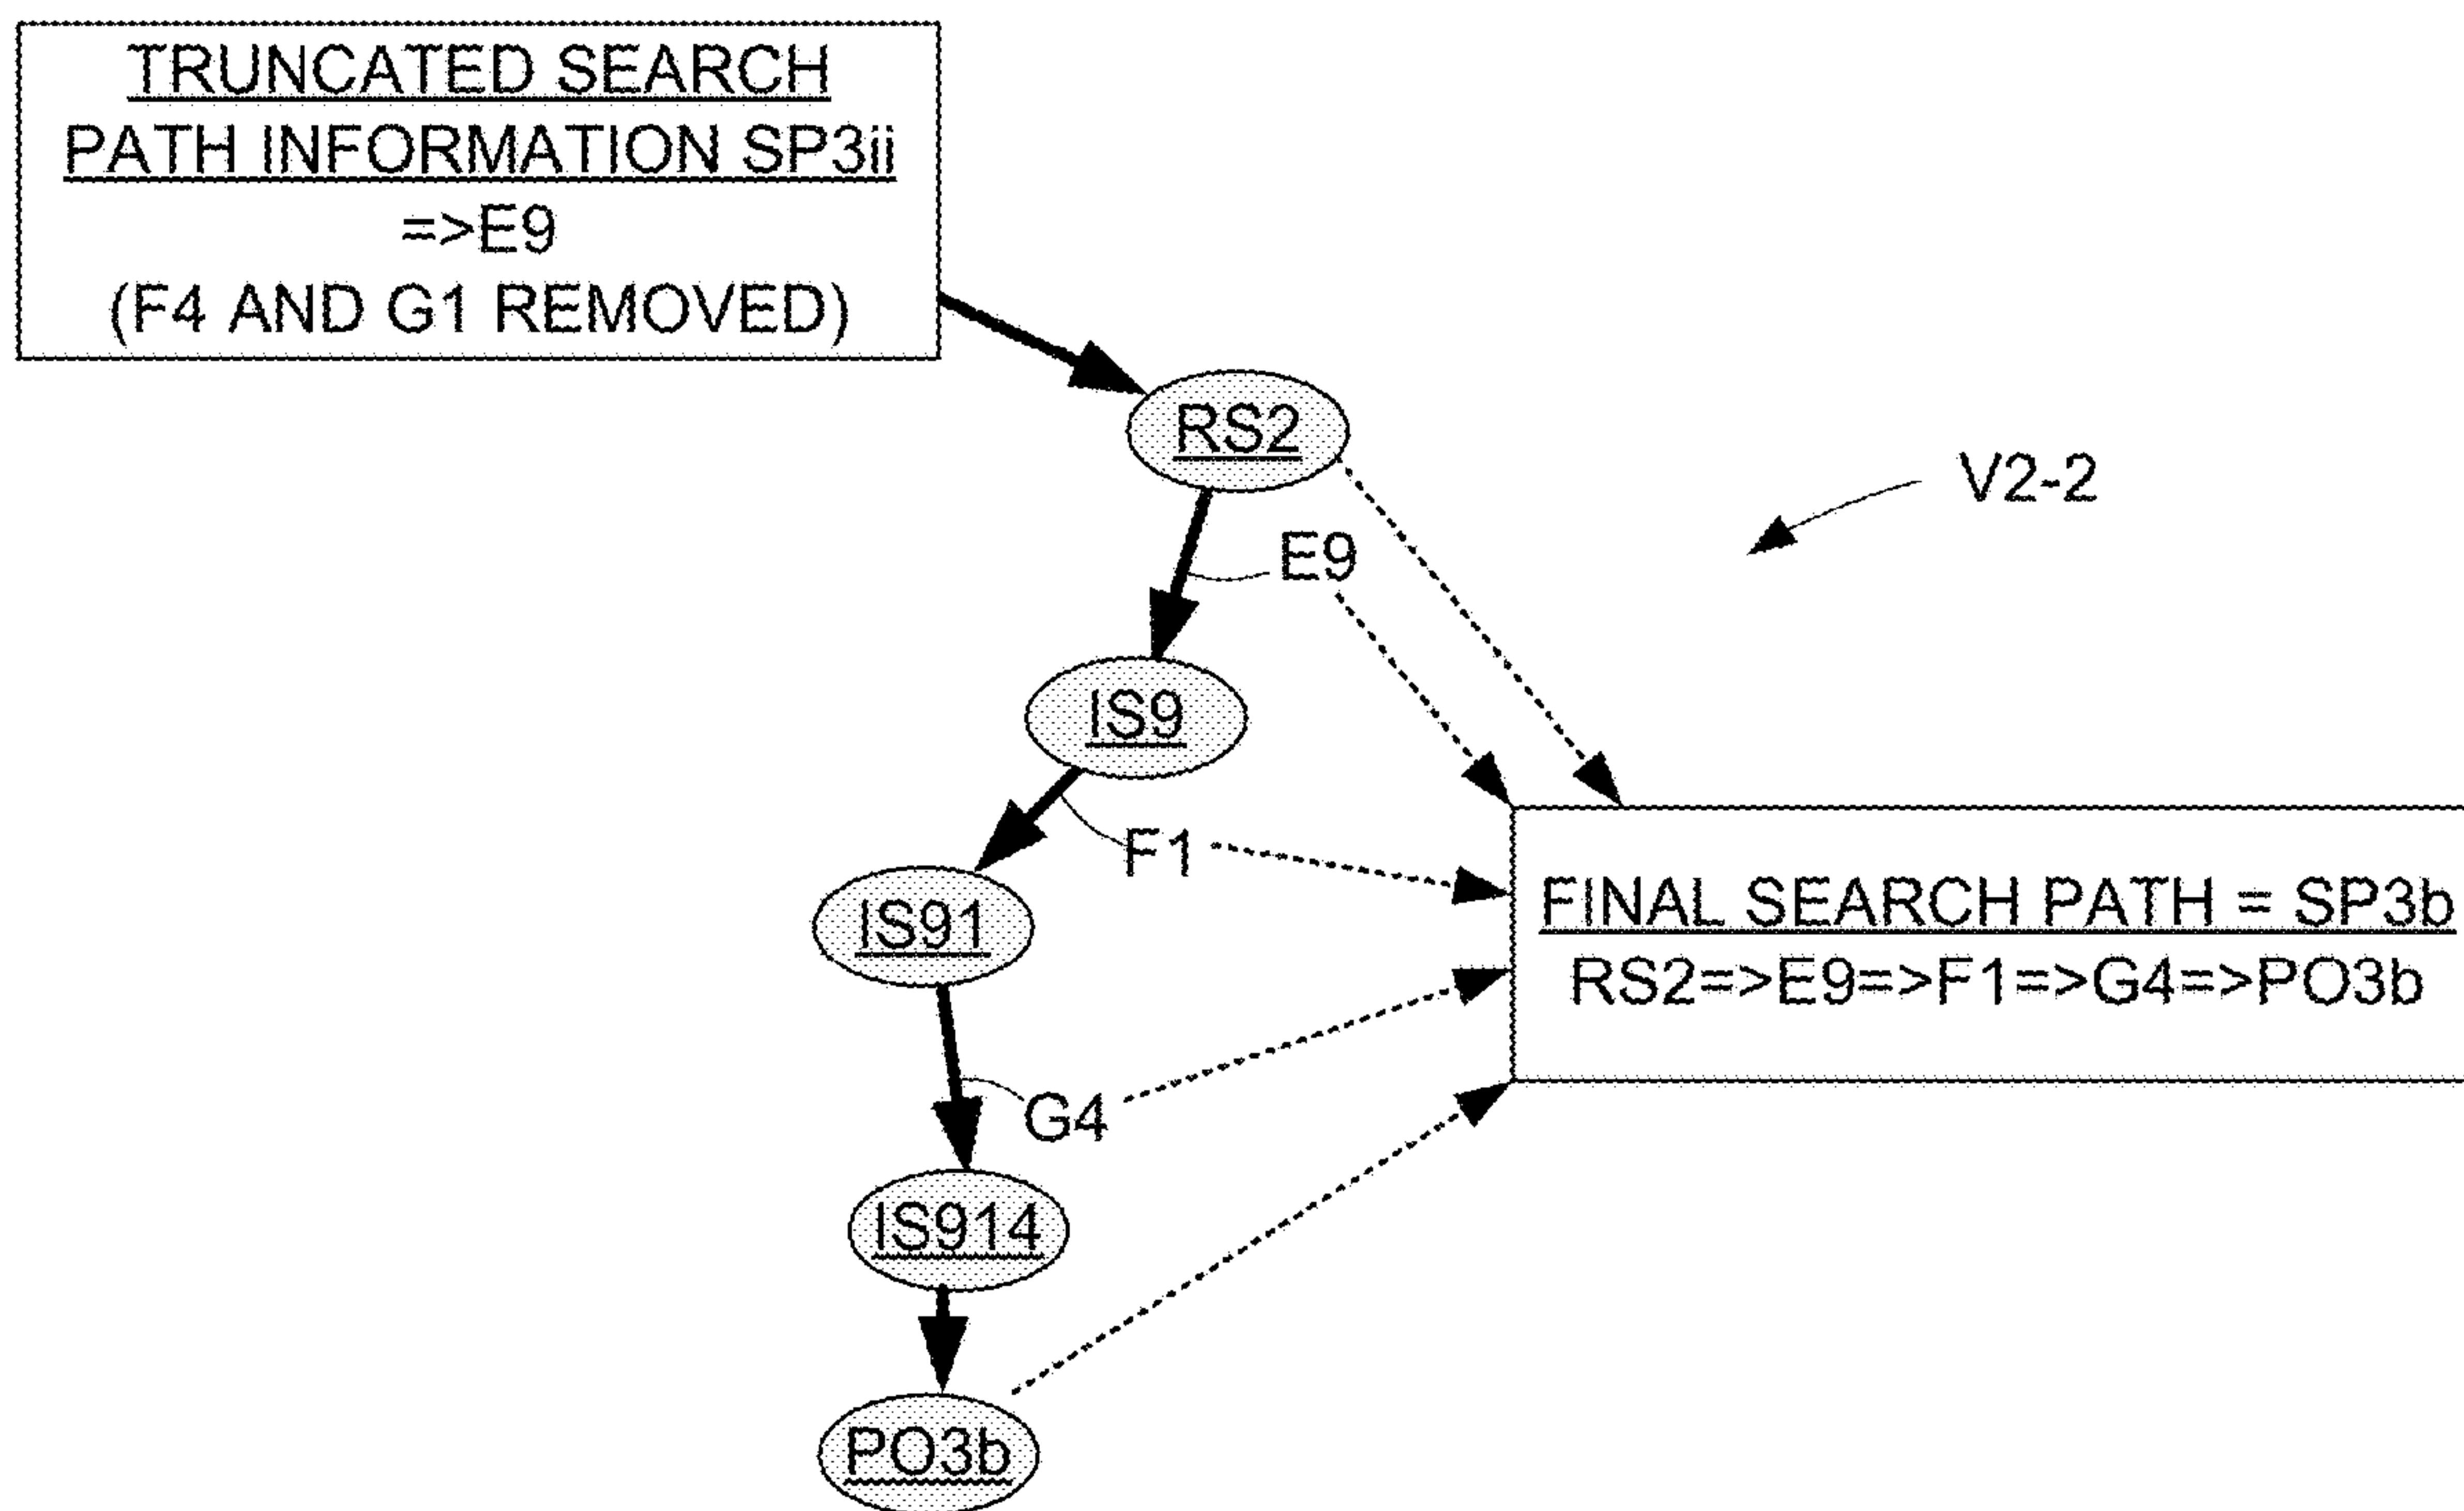 TRUNCATED SEARCH
PATH INFORMATION SP3ii
=>E9
(F4 AND G1 REMOVED)
RS2
V2-2
E9
IS9
F1
IS91
FINAL SEARCH PATH = SP3b
RS2=>E9=>F1=>G4=>PO3b
G4
IS914
PO3b